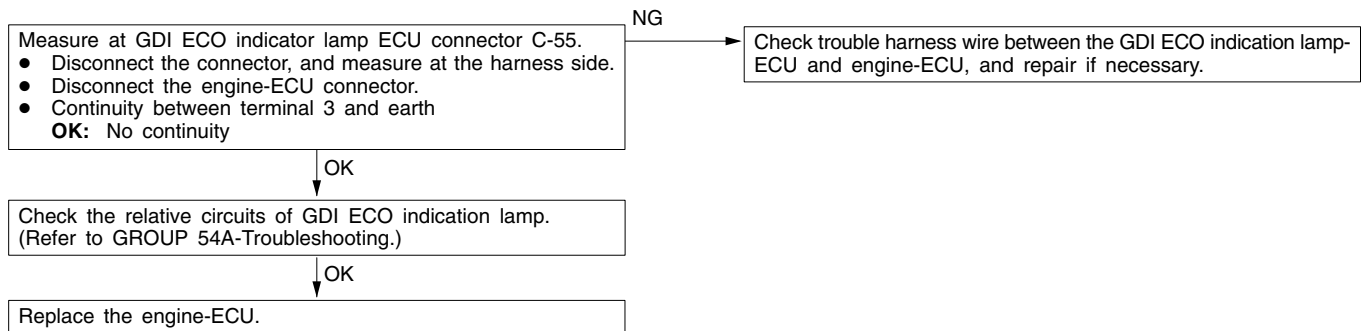 NG
Measure at GDI ECO indicator lamp ECU connector C-55.
● Disconnect the connector, and measure at the harness side.
● Disconnect the engine-ECU connector.
● Continuity between terminal 3 and earth
OK: No continuity
Check trouble harness wire between the GDI ECO indication lamp-
ECU and engine-ECU, and repair if necessary.
OK
Check the relative circuits of GDI ECO indication lamp.
(Refer to GROUP 54A-Troubleshooting.)
OK
Replace the engine-ECU.